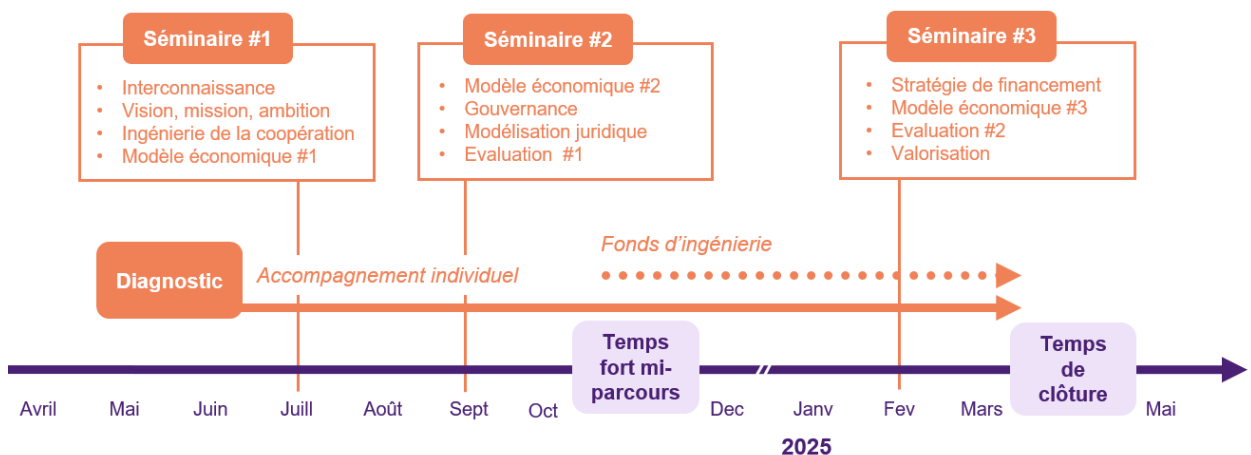 Séminaire #1
• Interconnaissance
• Vision, mission, ambition
• Ingénierie de la coopération
• Modèle économique #1
Séminaire #2
• Modèle économique #2
• Gouvernance
• Modélisation juridique
• Evaluation #1
Séminaire #3
• Stratégie de financement
• Modèle économique #3
• Evaluation #2
• Valorisation
Fonds d'ingénierie
Diagnostic
Accompagnement individuel
Temps
fort mi-
parcours
Temps
de
clôture
Avril Mai Juin Juill Août Sept Oct Dec Janv Fev Mars Mai
2025